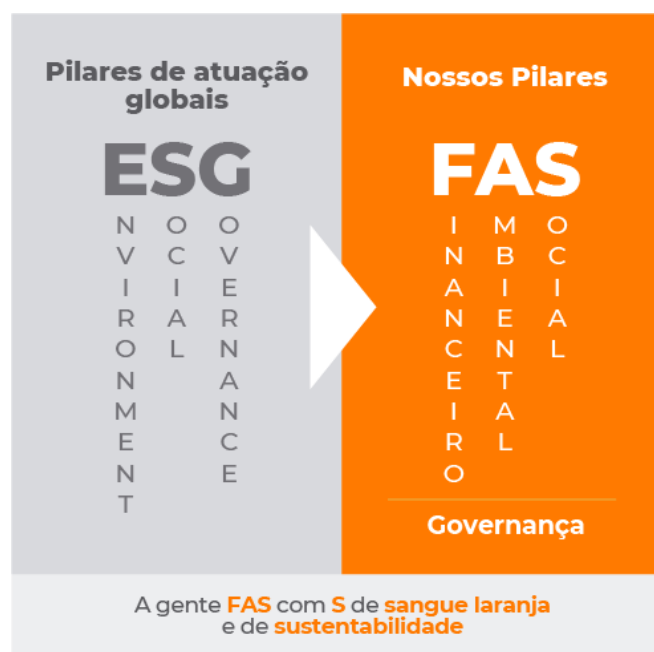 Pilares de atuação
globais
ESG
NVIRONMENT
OCIAL
OVERNANCE
Nossos Pilares
FAS
INANCEIRO
MBIENTAL
OCIAL
Governança
A gente FAS com S de sangue laranja
e de sustentabilidade